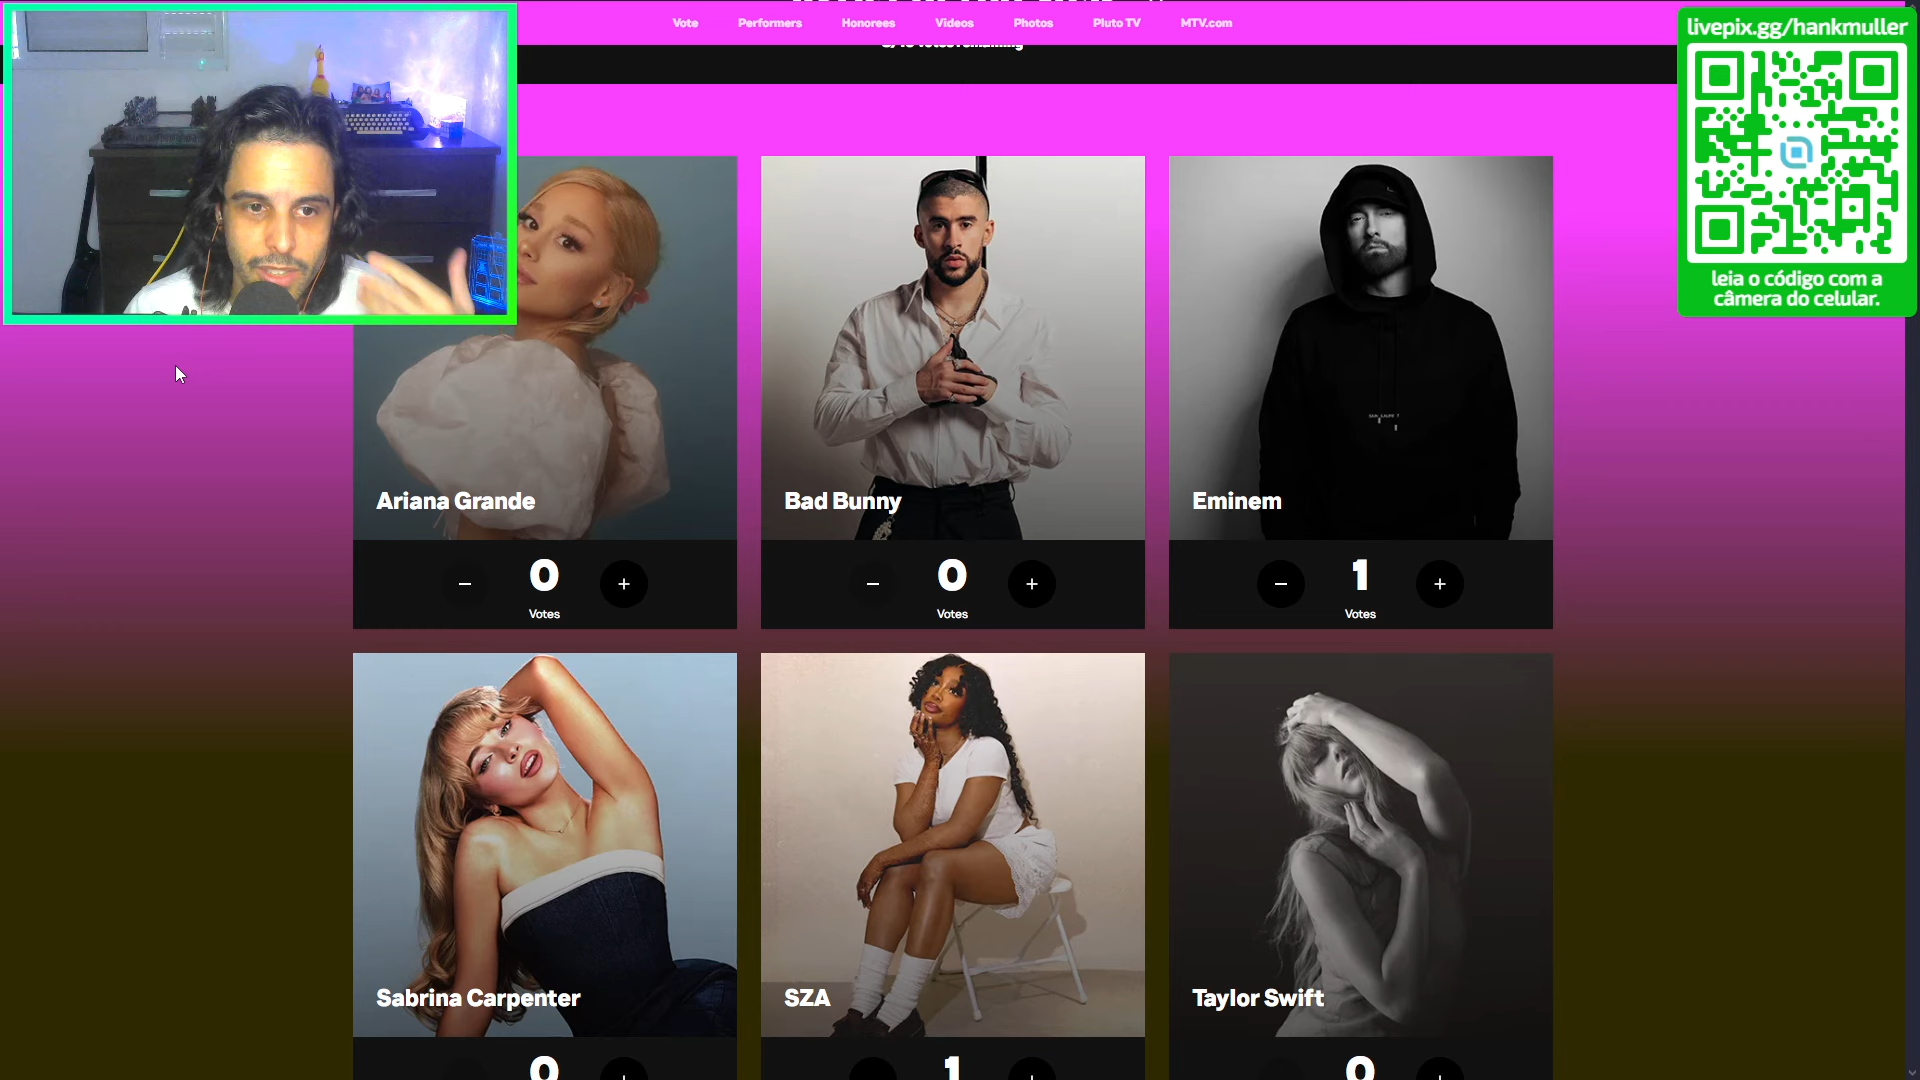 Vote Performers Honorees Videos Photos Pluto TV MTV.com
livepix.gg/hankmuller
leia o código com a
câmera do celular.
Ariana Grande
Bad Bunny
Eminem
− 0 +
− 0 +
− 1 +
Votes
Votes
Votes
Sabrina Carpenter
SZA
Taylor Swift
0
1
0